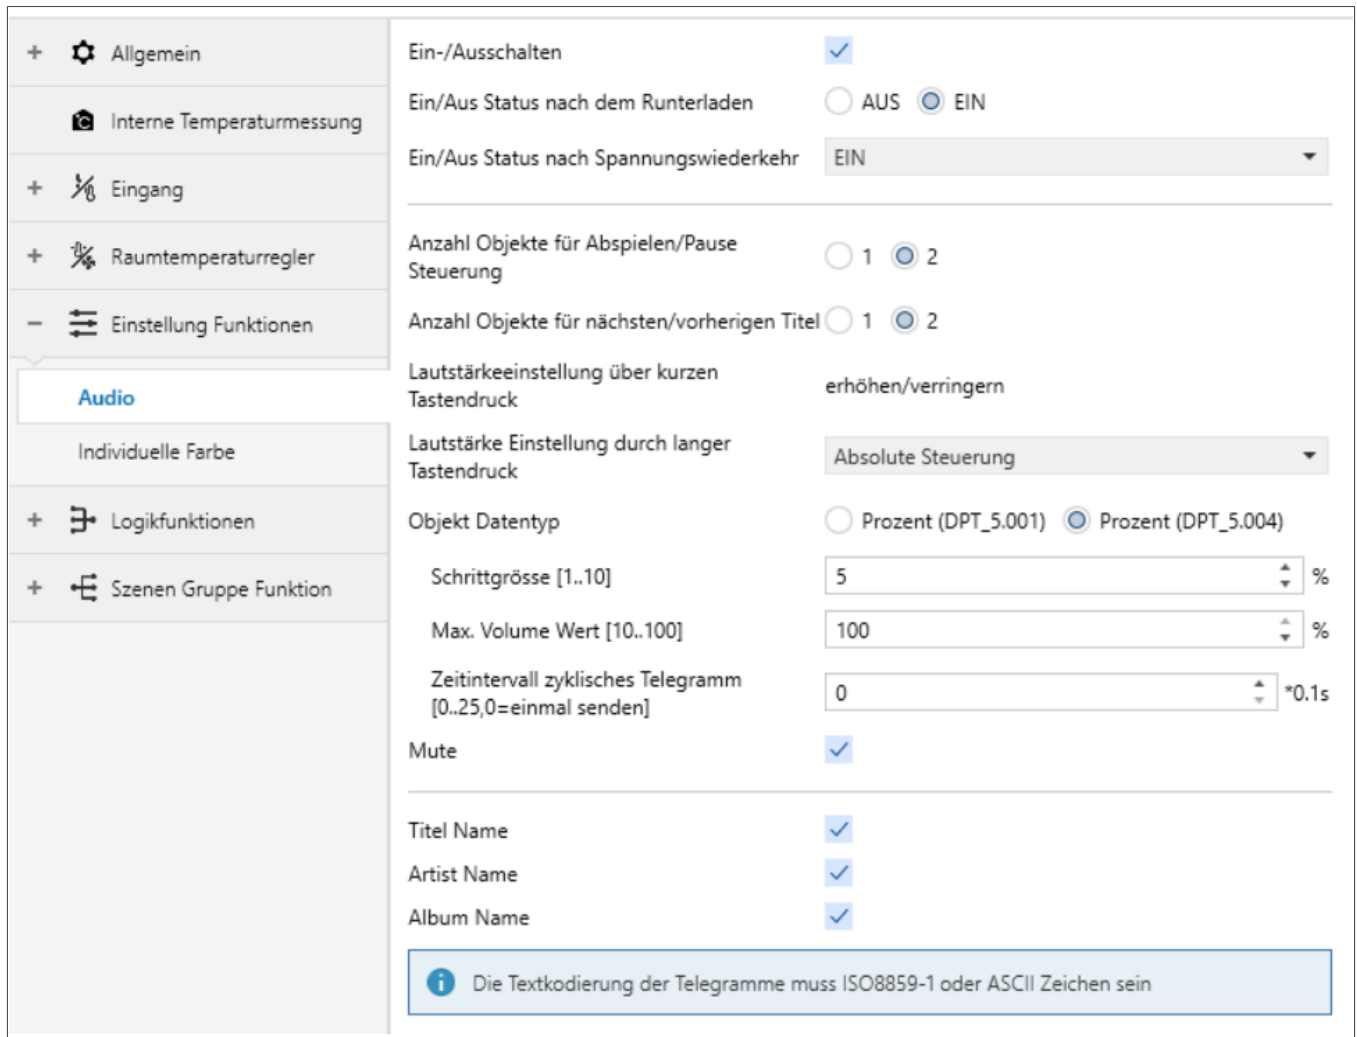 Allgemein
Interne Temperaturmessung
Eingang
Raumtemperaturregler
Einstellung Funktionen
Audio
Individuelle Farbe
Logikfunktionen
Szenen Gruppe Funktion
Ein-/Ausschalten
Ein/Aus Status nach dem Runterladen AUS EIN
Ein/Aus Status nach Spannungswiederkehr EIN
Anzahl Objekte für Abspielen/Pause
Steuerung 1 2
Anzahl Objekte für nächsten/vorherigen Titel 1 2
Lautstärkeeinstellung über kurzen
Tastendruck erhöhen/verringern
Lautstärke Einstellung durch langer
Tastendruck Absolute Steuerung
Objekt Datentyp Prozent (DPT_5.001) Prozent (DPT_5.004)
Schrittgrösse [1..10] 5 %
Max. Volume Wert [10..100] 100 %
Zeitintervall zyklisches Telegramm
[0..25,0=einmal senden] 0 *0.1s
Mute
Titel Name
Artist Name
Album Name
Die Textkodierung der Telegramme muss ISO8859-1 oder ASCII Zeichen sein